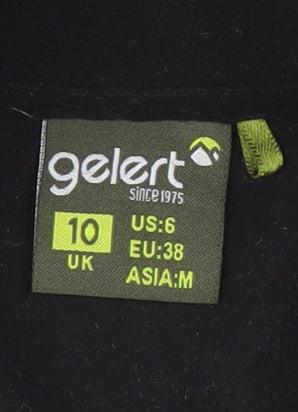 gelert
since 1975
10
UK
US:6
EU:38
ASIA:M